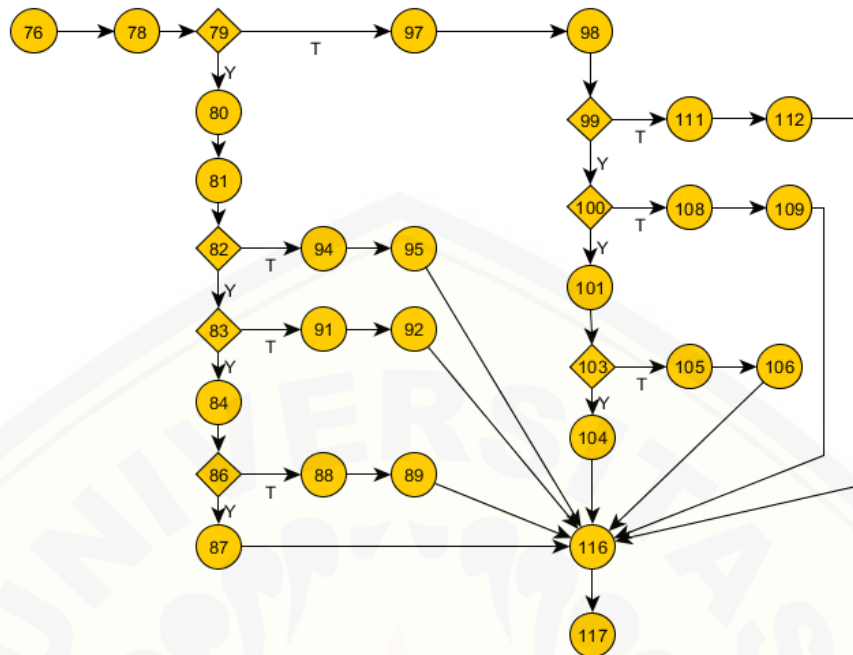 76 78 79 T 97 98
Y
80 99 T 111 112
Y
81
100 T 108 109
Y
82 T 94 95
Y
101
83 T 91 92
Y
103 T 105 106
Y
84
104
86 T 88 89
Y
87 116
117
UNIVERSITAS